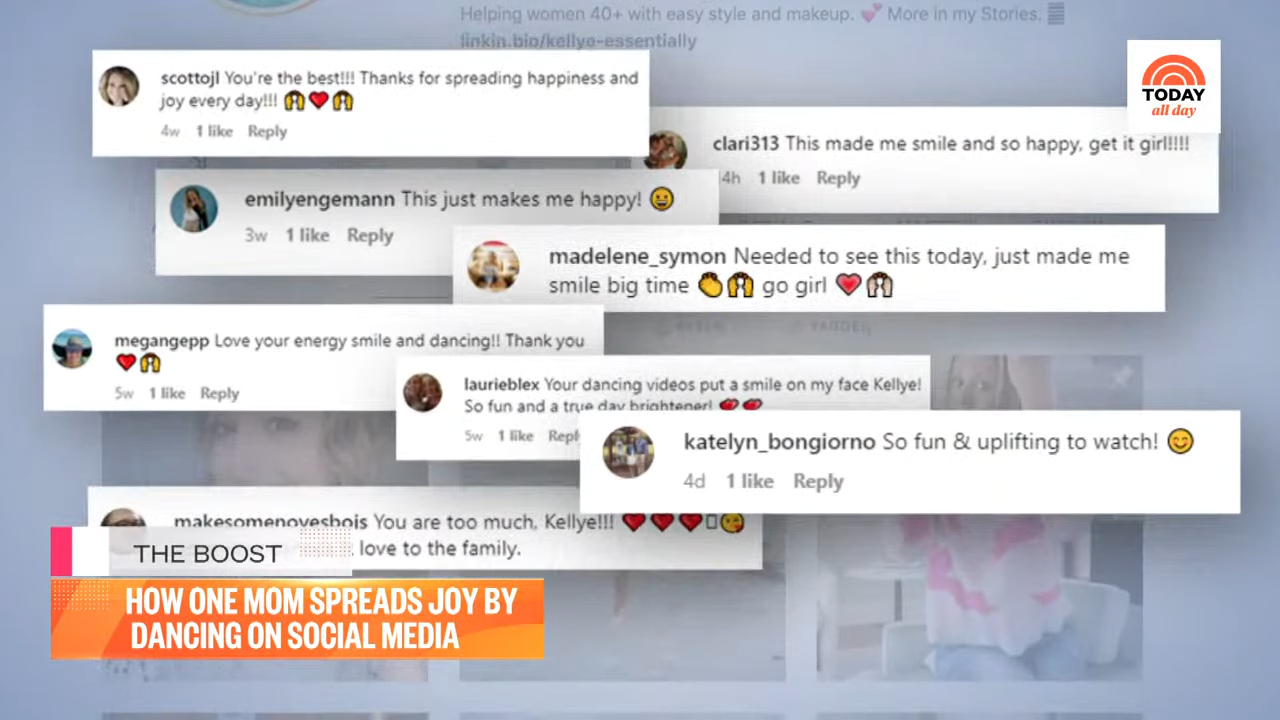 Helping women 40+ with easy style and makeup. 💕 More in my Stories.
linkin.bio/kellye-essentially
TODAY
all day
scottojl You're the best!!! Thanks for spreading happiness and
joy every day!!! 🙌❤️🙌
4w 1 like Reply
clari313 This made me smile and so happy, get it girl!!!!
4h 1 like Reply
emilyengemann This just makes me happy! 😀
3w 1 like Reply
madelene_symon Needed to see this today, just made me
smile big time 👏🙌 go girl ❤️🙌🏻
megangepp Love your energy smile and dancing!! Thank you
❤️🙌
5w 1 like Reply
laurieblex Your dancing videos put a smile on my face Kellye!
So fun and a true day brightener! 💕💕
5w 1 like Repl
katelyn_bongiorno So fun & uplifting to watch! 😊
4d 1 like Reply
You are too much, Kellye!!! ❤️❤️❤️😘
love to the family.
THE BOOST
HOW ONE MOM SPREADS JOY BY
DANCING ON SOCIAL MEDIA